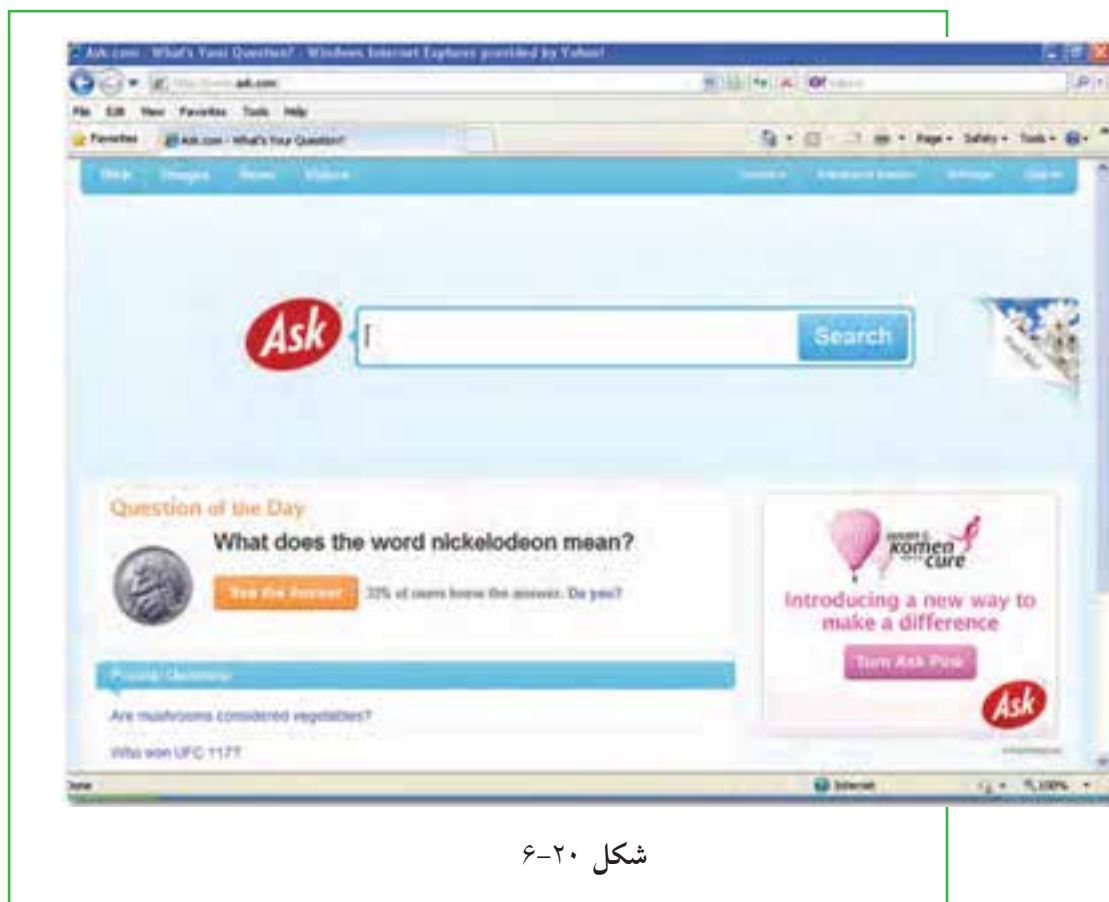 Ask.com - What's Your Question? - Windows Internet Explorer provided by Yahoo!
ask.com
File Edit View Favorites Tools Help
Favorites Ask.com - What's Your Question? Page Safety Tools
Web Images News Videos
Ask
Search
Question of the Day
What does the word nickelodeon mean?
See the Answer
33% of users know the answer. Do you?
Popular Questions
Are mushrooms considered vegetables?
Who won UFC 117?
komen
cure
Introducing a new way to
make a difference
Turn Ask Pink
Ask
Done Internet 100%
شکل ۲۰-۶